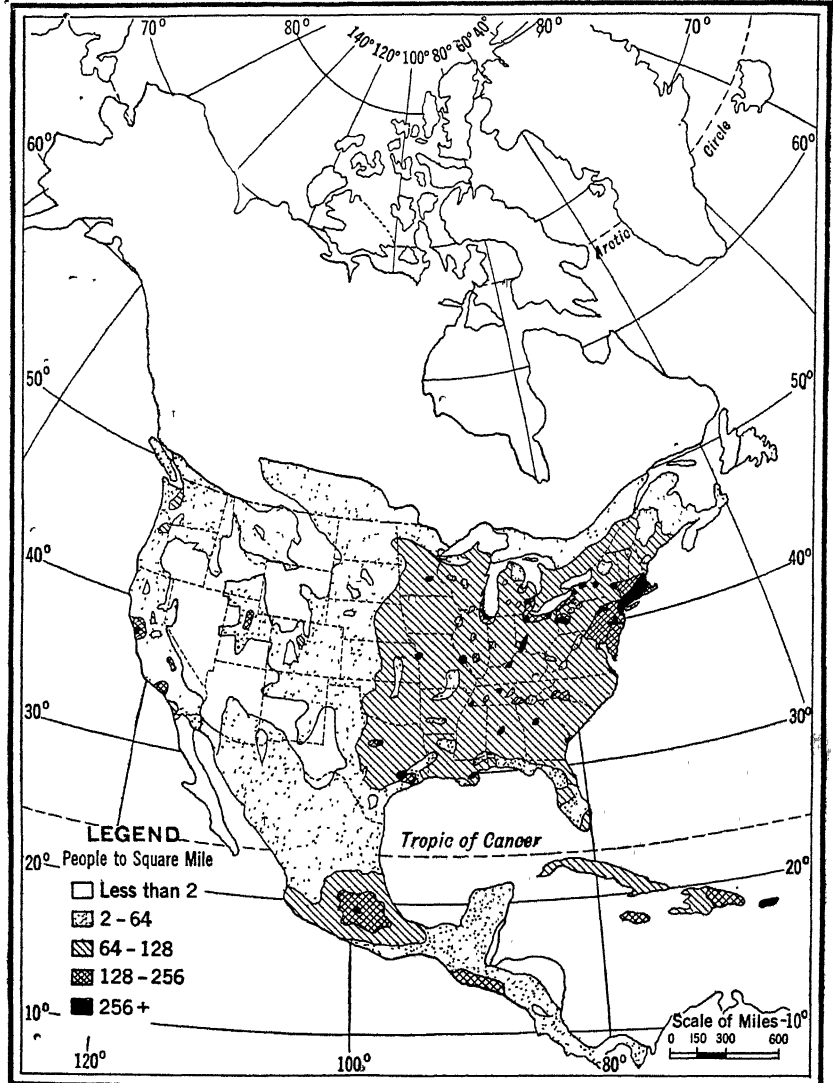 70° 80° 140° 120° 100° 80° 60° 40° 80° 70°
Circle
60° 60°
Arctic
50° 50°
40° 40°
30° 30°
LEGEND
Tropic of Cancer
People to Square Mile
20° 20°
Less than 2
2-64
64-128
128-256
256+
10° Scale of Miles 10°
0 150 300 600
120° 100° 80°